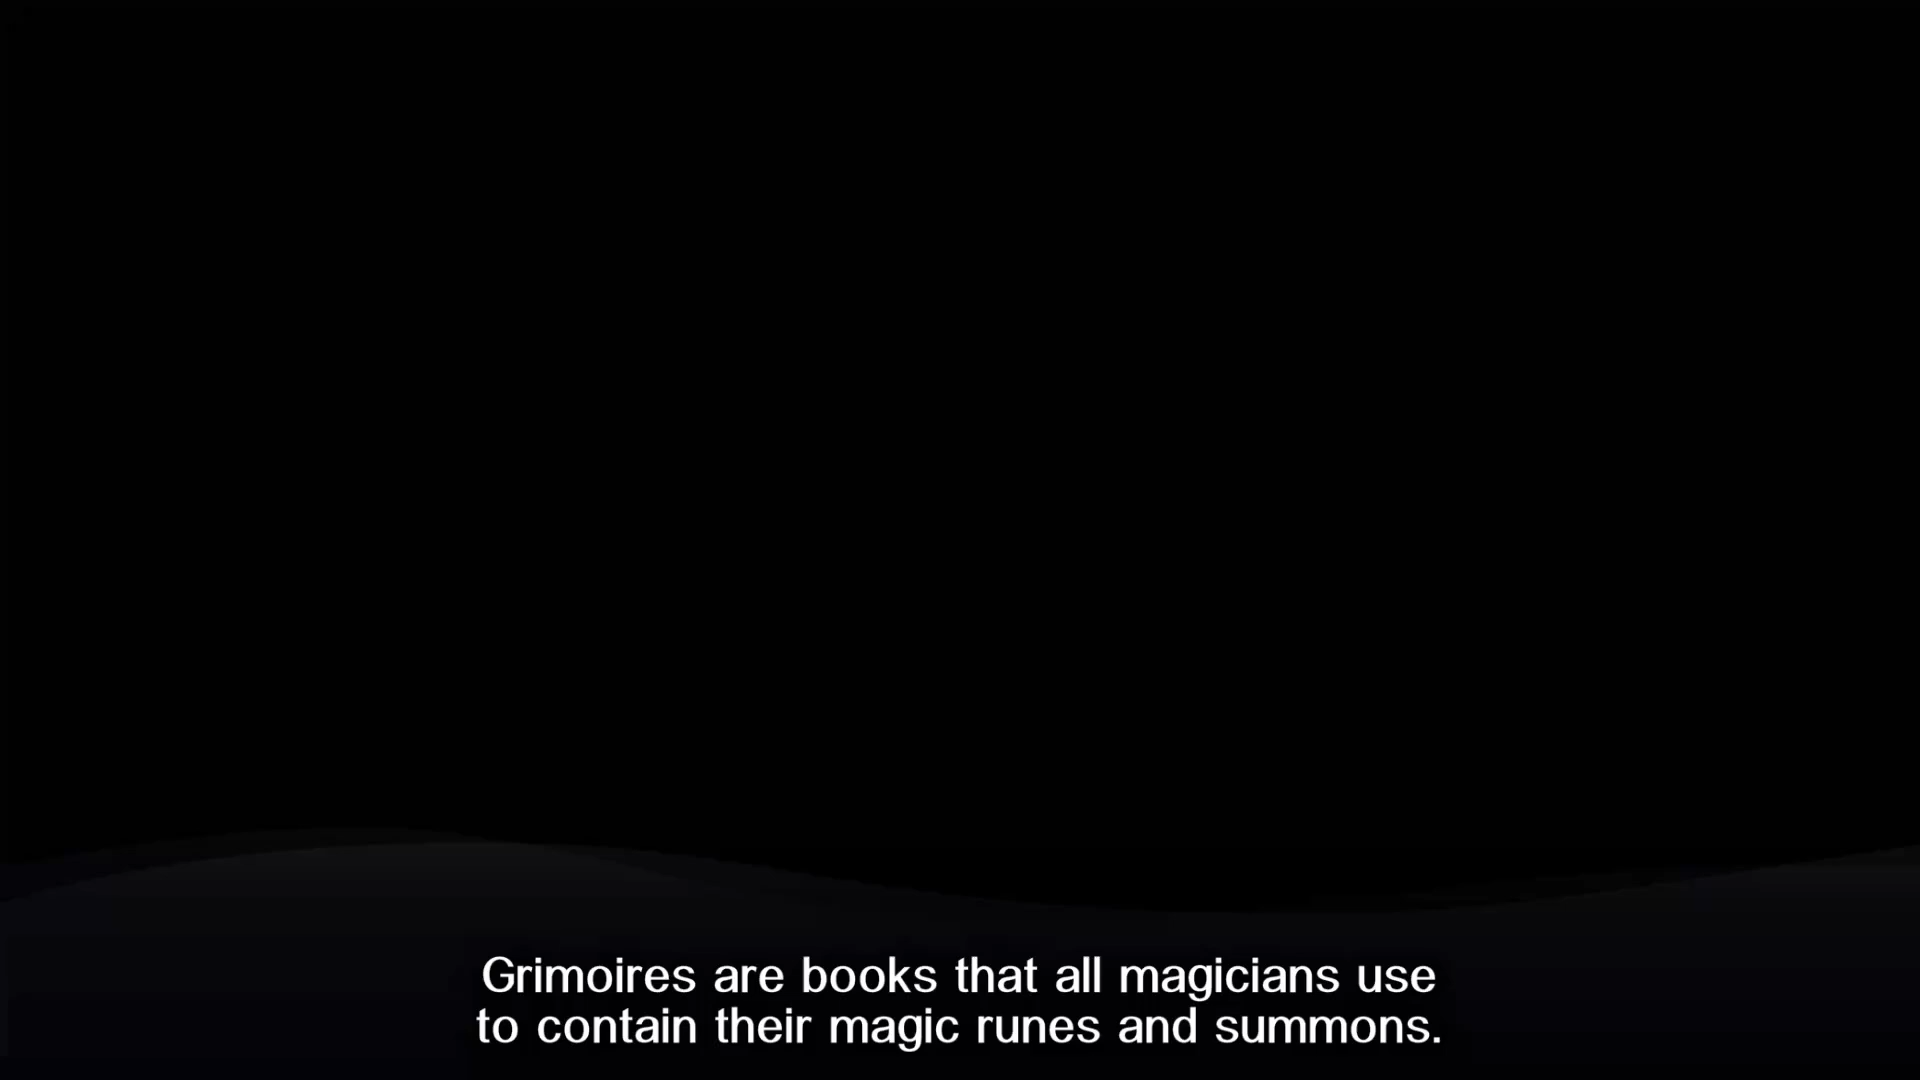 Grimoires are books that all magicians use
to contain their magic runes and summons.